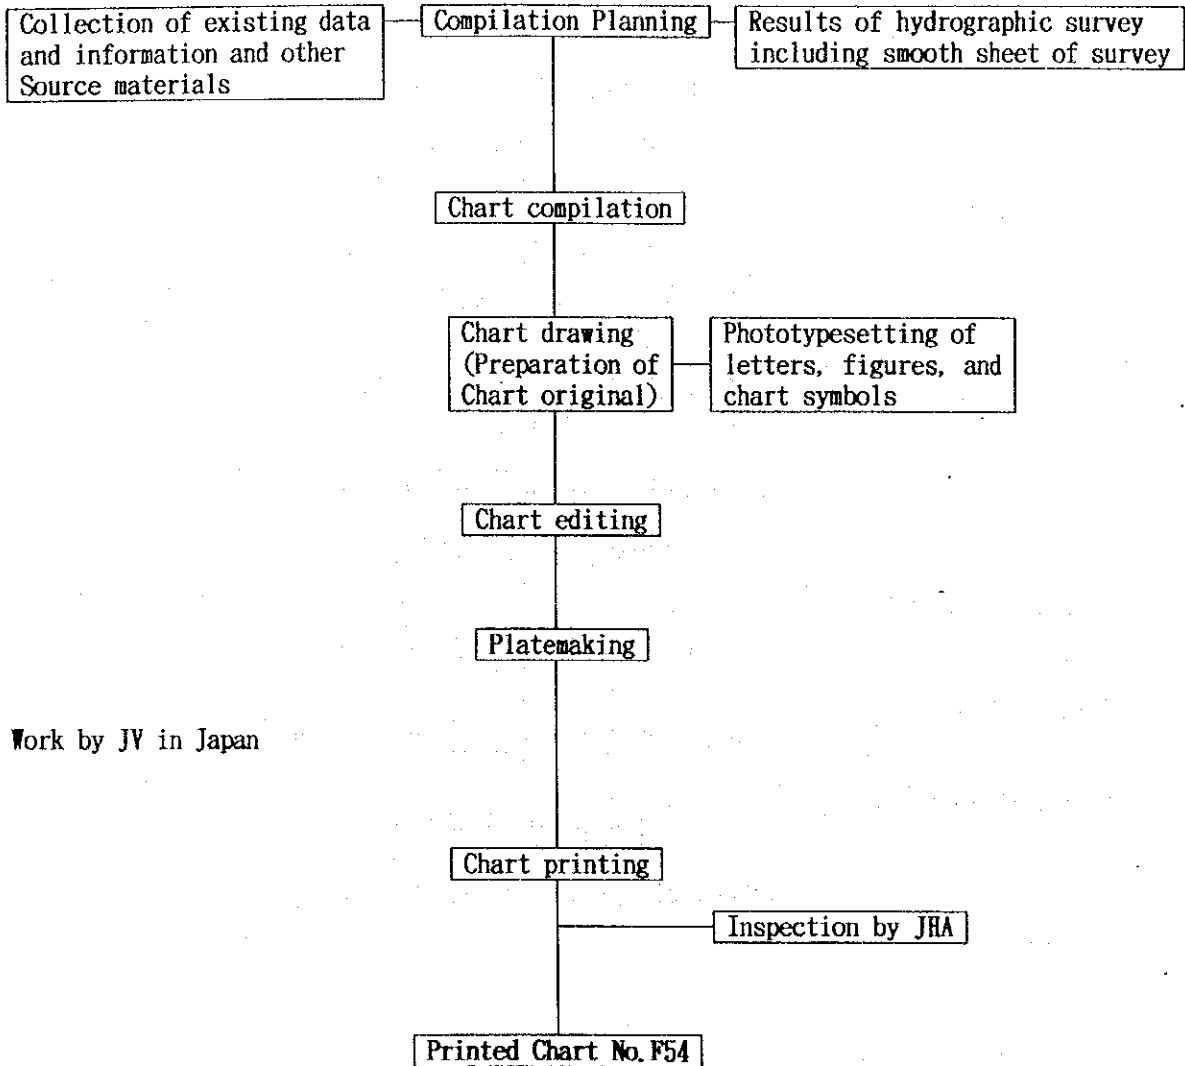 Collection of existing data
and information and other
Source materials
Compilation Planning
Results of hydrographic survey
including smooth sheet of survey
Chart compilation
Chart drawing
(Preparation of
Chart original)
Phototypesetting of
letters, figures, and
chart symbols
Chart editing
Platemaking
Work by JV in Japan
Chart printing
Inspection by JHA
Printed Chart No. F54